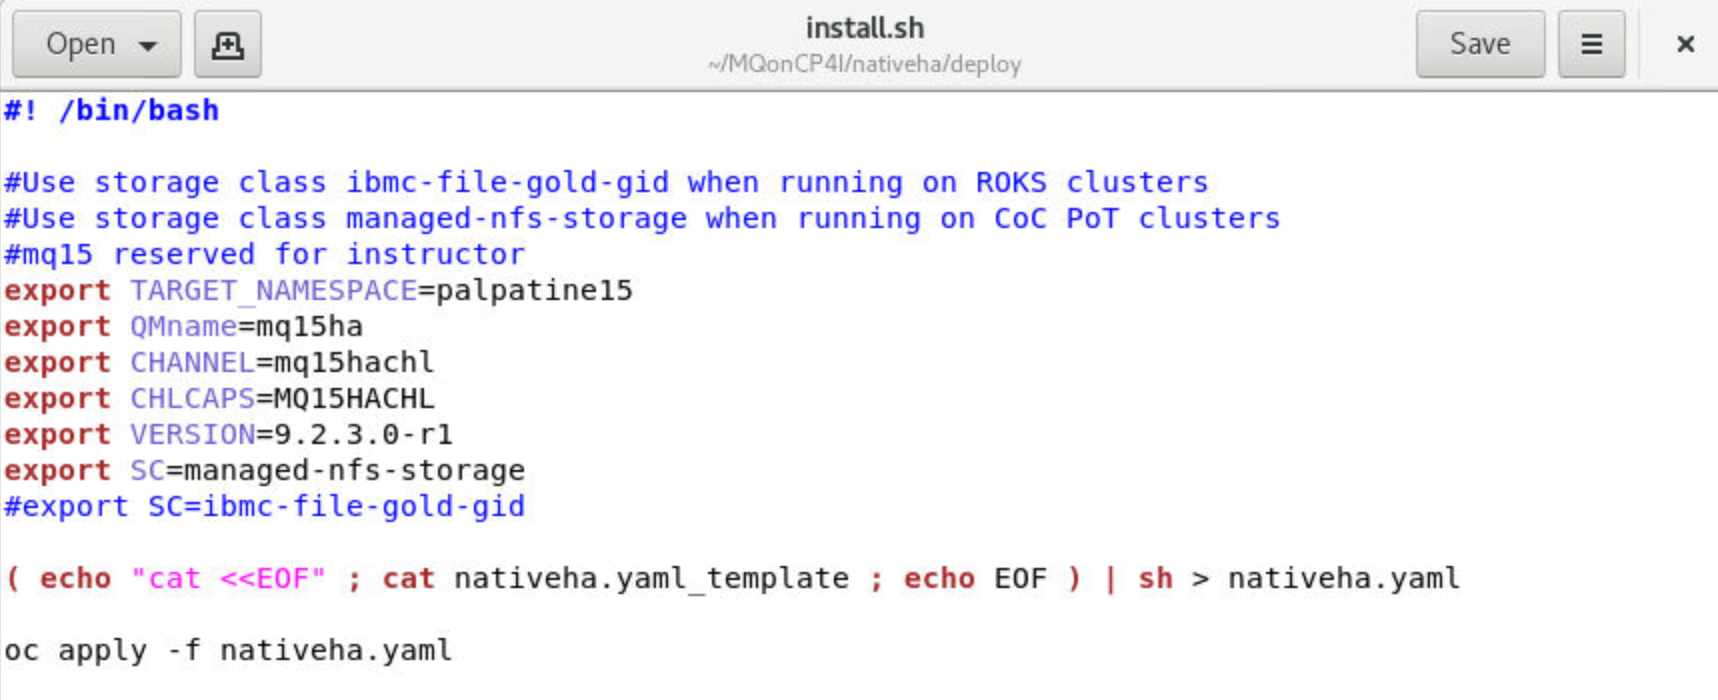 Open
install.sh
~/MQonCP4I/nativeha/deploy
Save
#! /bin/bash
#Use storage class ibmc-file-gold-gid when running on ROKS clusters
#Use storage class managed-nfs-storage when running on CoC PoT clusters
#mq15 reserved for instructor
export TARGET_NAMESPACE=palpatine15
export QMname=mq15ha
export CHANNEL=mq15hachl
export CHLCAPS=MQ15HACHL
export VERSION=9.2.3.0-r1
export SC=managed-nfs-storage
#export SC=ibmc-file-gold-gid
( echo "cat <<EOF" ; cat nativeha.yaml_template ; echo EOF ) | sh > nativeha.yaml
oc apply -f nativeha.yaml